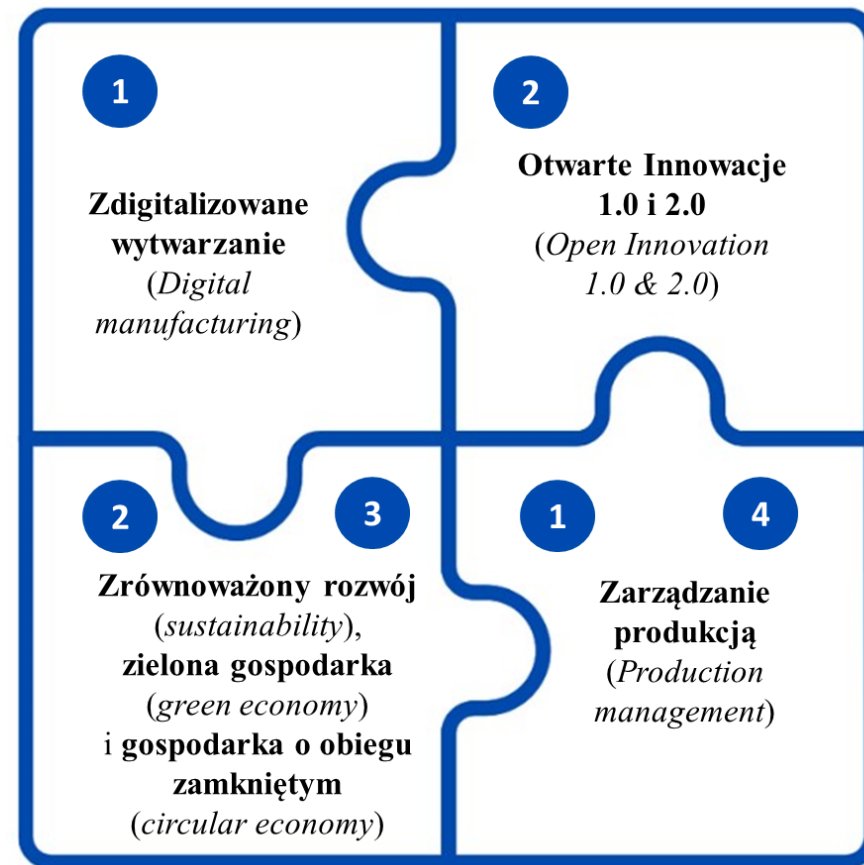 1
Zdigitalizowane
wytwarzanie
(Digital
manufacturing)
2
Otwarte Innowacje
1.0 i 2.0
(Open Innovation
1.0 & 2.0)
2
3
Zrównoważony rozwój
(sustainability),
zielona gospodarka
(green economy)
i gospodarka o obiegu
zamkniętym
(circular economy)
1
4
Zarządzanie
produkcją
(Production
management)